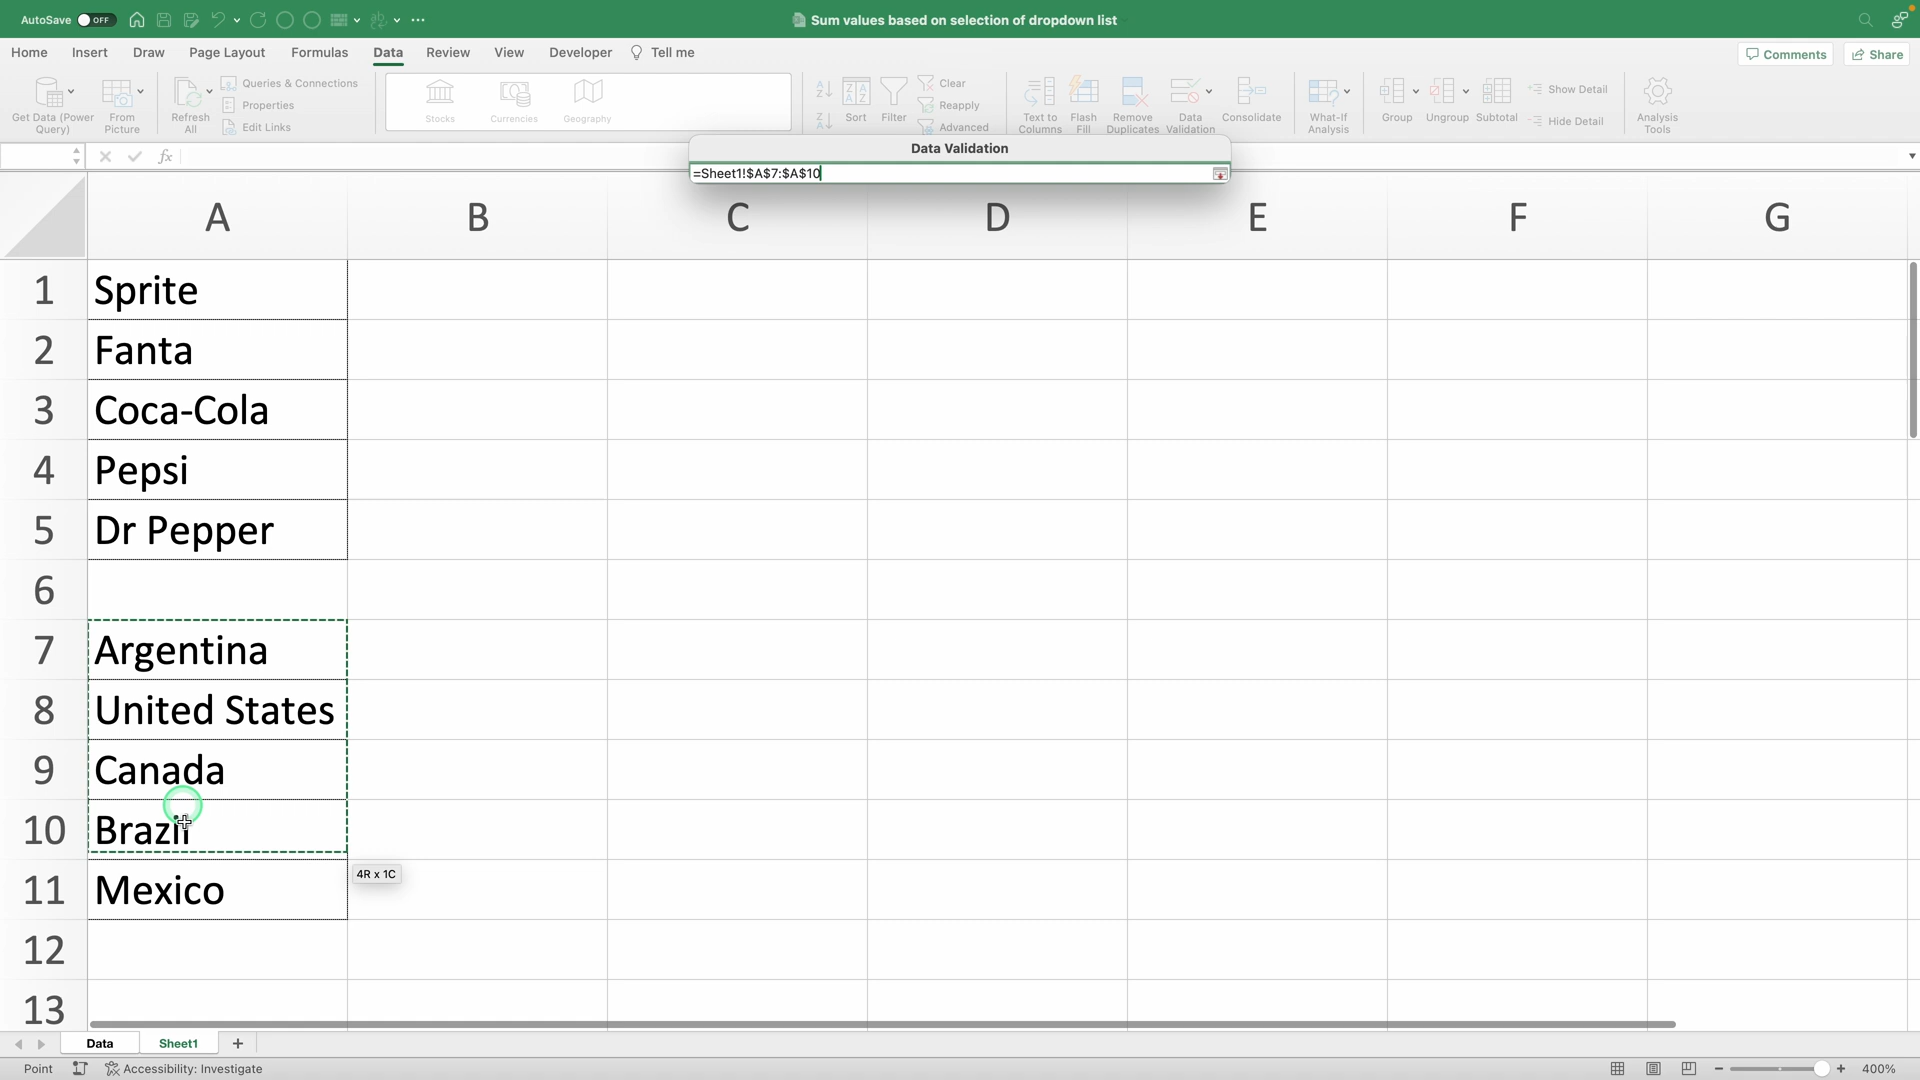 AutoSave OFF Sum values based on selection of dropdown list
Home Insert Draw Page Layout Formulas Data Review View Developer Tell me Comments Share
Get Data (Power Query) From Picture Refresh All Queries & Connections Properties Edit Links
Stocks Currencies Geography
Sort Filter Clear Reapply Advanced
Text to Columns Flash Fill Remove Duplicates Data Validation Consolidate What-If Analysis
Group Ungroup Subtotal Show Detail Hide Detail Analysis Tools
fx
Data Validation
=Sheet1!$A$7:$A$10
A B C D E F G
1 Sprite
2 Fanta
3 Coca-Cola
4 Pepsi
5 Dr Pepper
6
7 Argentina
8 United States
9 Canada
10 Brazil
4R x 1C
11 Mexico
12
13
Data Sheet1 +
Point Accessibility: Investigate 400%